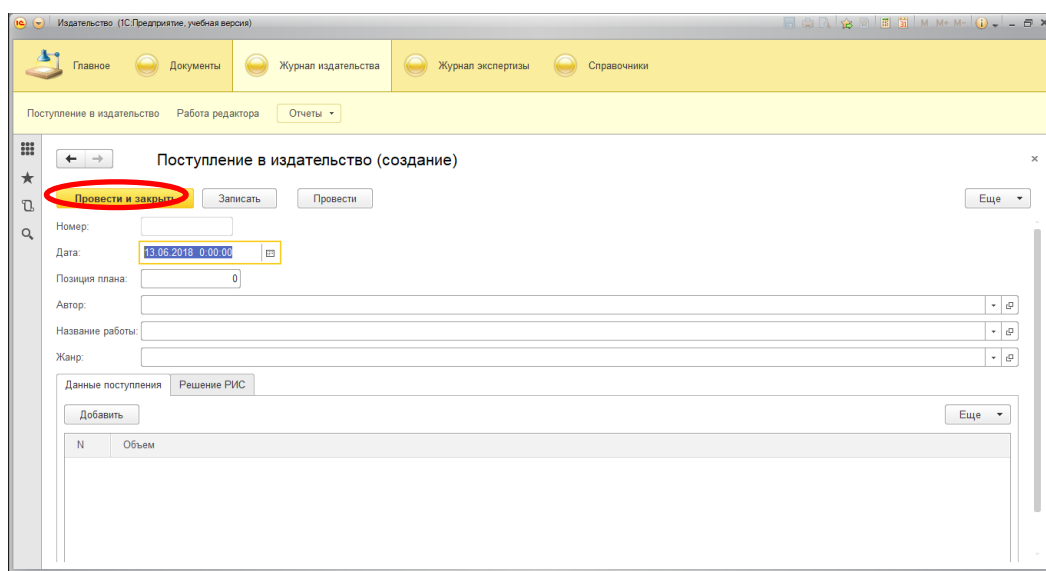 Издательство (1С:Предприятие, учебная версия) M M+ M-
Главное Документы Журнал издательства Журнал экспертизы Справочники
Поступление в издательство Работа редактора Отчеты
Поступление в издательство (создание)
Провести и закрыть Записать Провести Еще
Номер:
Дата: 13.06.2018 0:00:00
Позиция плана: 0
Автор:
Название работы:
Жанр:
Данные поступления Решение РИС
Добавить Еще
N Объем